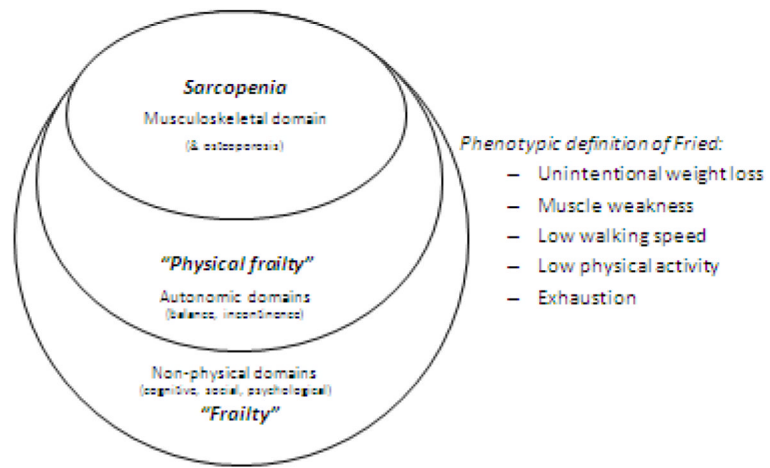 Sarcopenia
Musculoskeletal domain
(& osteoporosis)
"Physical frailty"
Autonomic domains
(balance, incontinence)
Non-physical domains
(cognitive, social, psychological)
"Frailty"
Phenotypic definition of Fried:
– Unintentional weight loss
– Muscle weakness
– Low walking speed
– Low physical activity
– Exhaustion